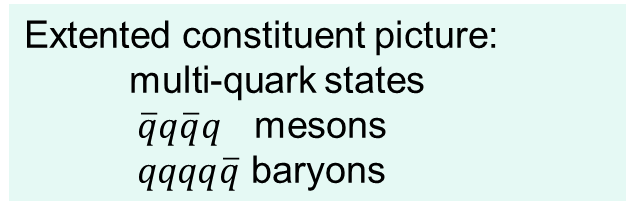 Extented constituent picture:
multi-quark states
q̄qq̄q mesons
qqqqq̄ baryons